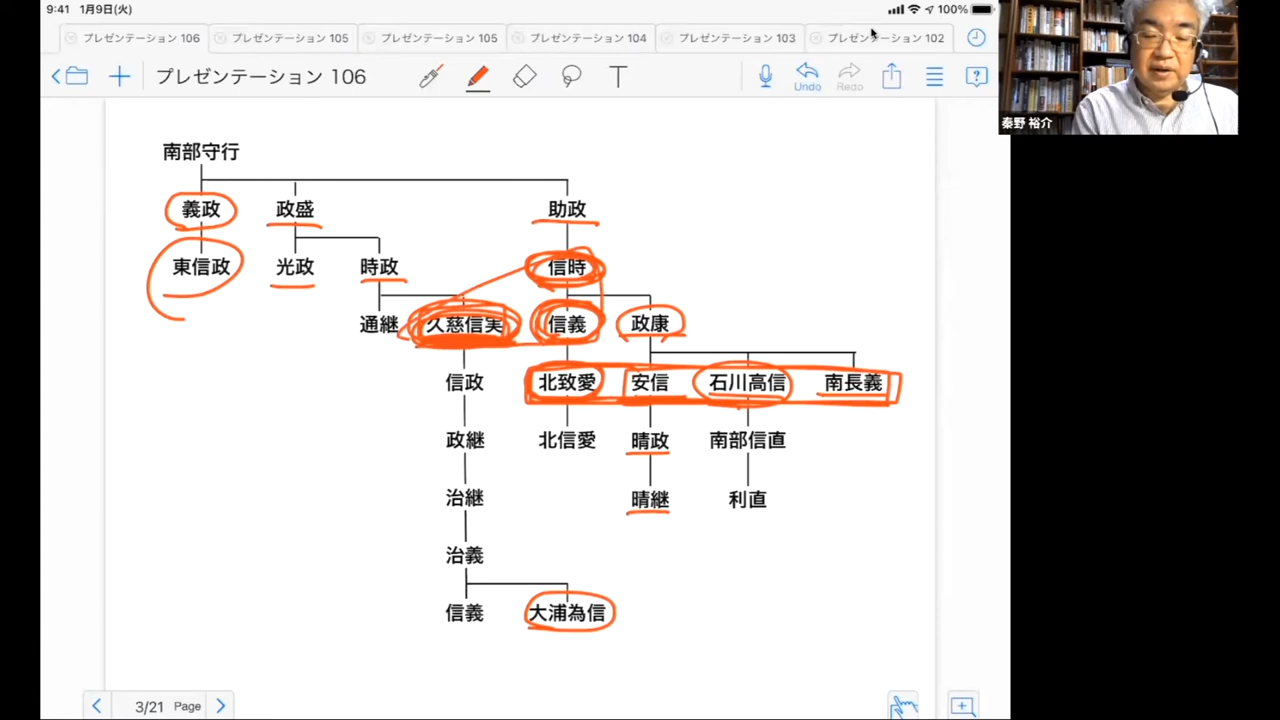 9:41 1月9日(火)
100%
プレゼンテーション 106
プレゼンテーション 105
プレゼンテーション 105
プレゼンテーション 104
プレゼンテーション 103
プレゼンテーション 102
プレゼンテーション 106
T
Undo
Redo
?
秦野 裕介
南部守行
義政 政盛 助政
東信政 光政 時政 信時
通継 久慈信実 信義 政康
信政 北致愛 安信 石川高信 南長義
政継 北信愛 晴政 南部信直
治継 晴継 利直
治義
信義 大浦為信
3/21 Page